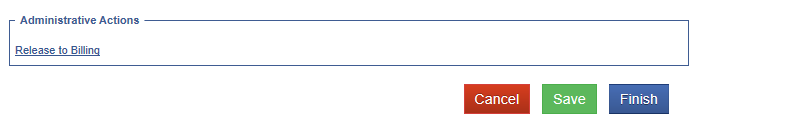 Administrative Actions
Release to Billing
Cancel Save Finish